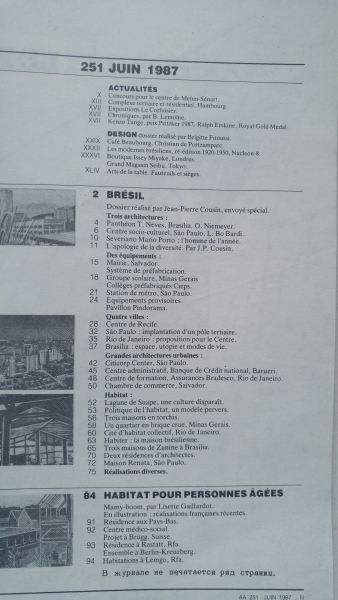 251 JUIN 1987
ACTUALITÉS
X Concours pour le centre de Melun-Sénart.
XIII Complexe tertiaire et résidentiel, Hambourg.
XVII Expositions Le Corbusier.
XVII Chroniques, par B. Lemoine.
XVII Kenzo Tange, prix Pritzker 1987, Ralph Erskine, Royal Gold Medal.
DESIGN dossier réalisé par Brigitte Fitoussi.
XXIX Café Beaubourg, Christian de Portzamparc.
XXXII Les modernes brésiliens, ré-édition 1920-1950, Nucleon-8.
XXXVI Boutique Issey Miyake, Londres.
Grand Magasin Seibu, Tokyo.
XLIV Arts de la table. Fauteuils et sièges.
2 BRÉSIL
Dossier réalisé par Jean-Pierre Cousin, envoyé spécial.
Trois architectures :
4 Panthéon T. Neves, Brasilia. O. Niemeyer.
6 Centre socio-culturel, São Paulo. L. Bo Bardi.
10 Severiano Mario Porto : l'homme de l'année.
11 L'apologie de la diversité. Par J.P. Cousin.
Des équipements :
15 Mairie, Salvador.
Système de préfabrication.
18 Groupe scolaire, Minas Gerais
Collèges préfabriqués Cieps.
21 Station de métro, São Paulo.
24 Equipements provisoires.
Pavillon Pindorama.
Quatre villes :
28 Centre de Recife.
32 São Paulo : implantation d'un pôle tertiaire.
35 Rio de Janeiro : proposition pour le Centre.
37 Brasilia : espace, utopie et modes de vie.
Grandes architectures urbaines :
42 Citicorp Center, São Paulo.
45 Centre administratif, Banque de Crédit national, Barueri.
48 Centre de formation, Assurances Bradesco, Rio de Janeiro.
50 Chambre de commerce, Salvador.
Habitat :
52 Lagune de Suape, une culture disparaît.
53 Politique de l'habitat, un modèle pervers.
56 Trois maisons en torchis.
58 Un quartier en brique crue, Minas Gerais.
60 Cité d'habitat collectif, Rio de Janeiro.
63 Habiter : la maison brésilienne.
65 Trois maisons de Zanine à Brasilia.
70 Deux résidences d'architectes.
72 Maison Renata, São Paulo.
75 Réalisations diverses.
84 HABITAT POUR PERSONNES ÂGÉES
Mamy-boom, par Lisette Gaillardot.
En illustration : réalisations françaises récentes.
91 Résidence aux Pays-Bas.
92 Centre médico-social.
Projet à Brügg, Suisse.
93 Résidence à Rastatt, Rfa.
Ensemble à Berlin-Kreuzberg.
94 Habitations à Lemgo, Rfa.
В журнале не печатается ряд страниц.
AA 251 JUIN 1987